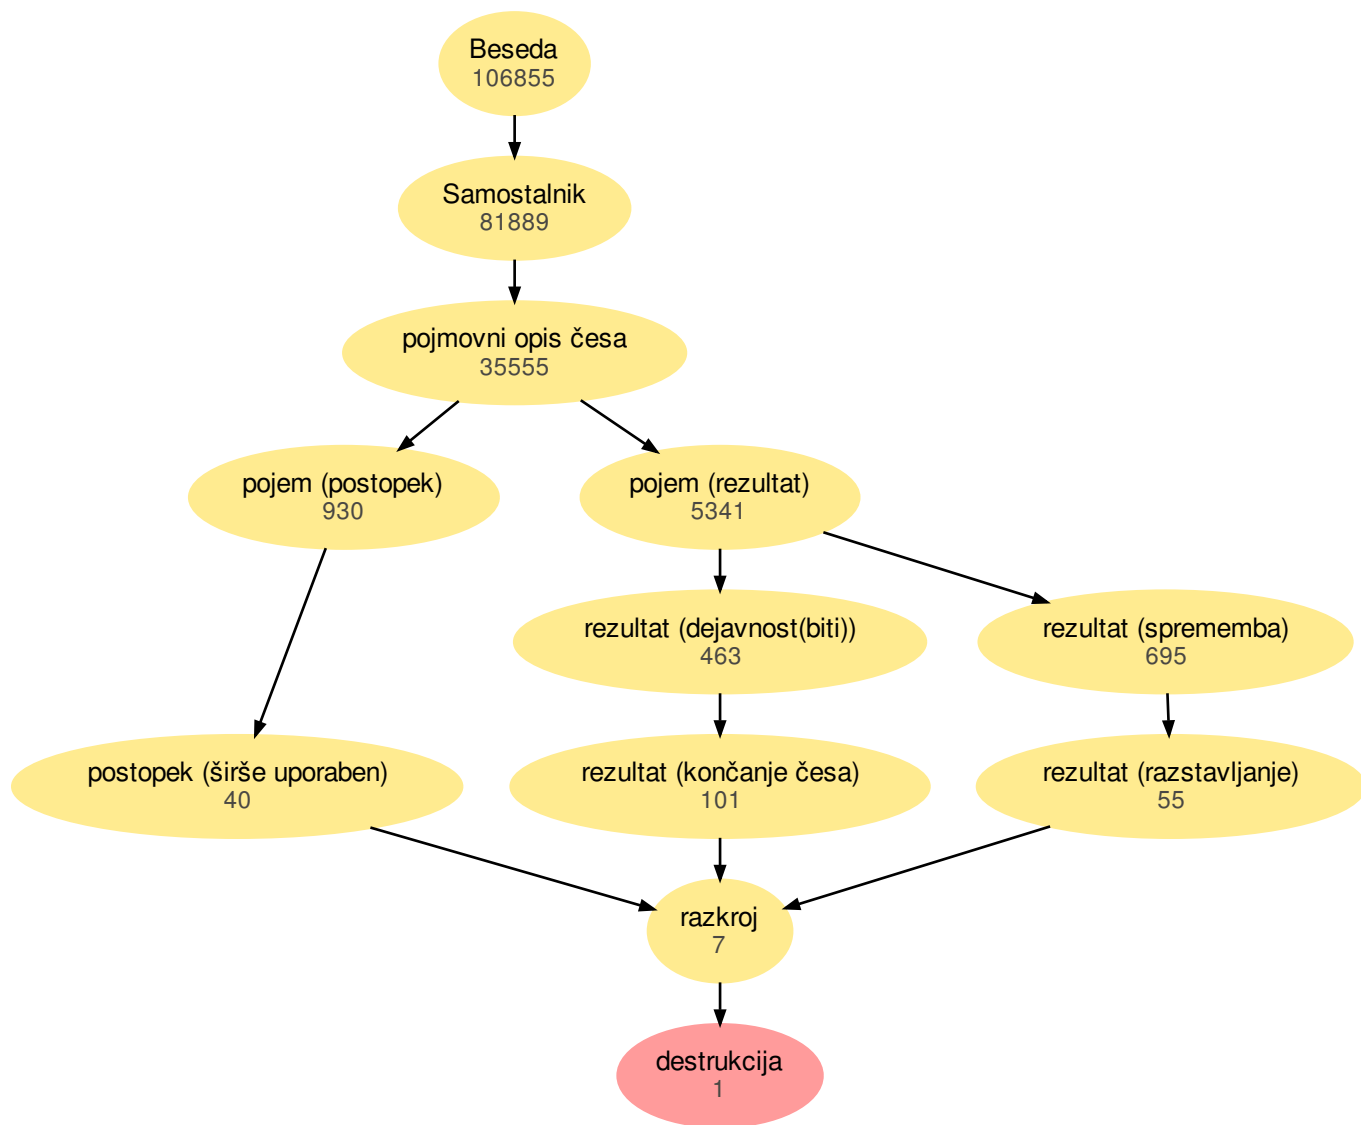 Beseda
106855
Samostalnik
81889
pojmovni opis česa
35555
pojem (postopek)
930
pojem (rezultat)
5341
rezultat (dejavnost(biti))
463
rezultat (sprememba)
695
postopek (širše uporaben)
40
rezultat (končanje česa)
101
rezultat (razstavljanje)
55
razkroj
7
destrukcija
1